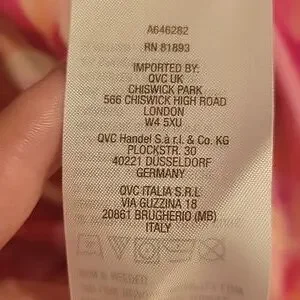 A646282
RN 81893
IMPORTED BY:
QVC UK
CHISWICK PARK
566 CHISWICK HIGH ROAD
LONDON
W4 5XU
QVC Handel S.à r.l. & Co. KG
PLOCKSTR. 30
40221 DÜSSELDORF
GERMANY
QVC ITALIA S.R.L
VIA GUZZINA 18
20861 BRUGHERIO (MB)
ITALY